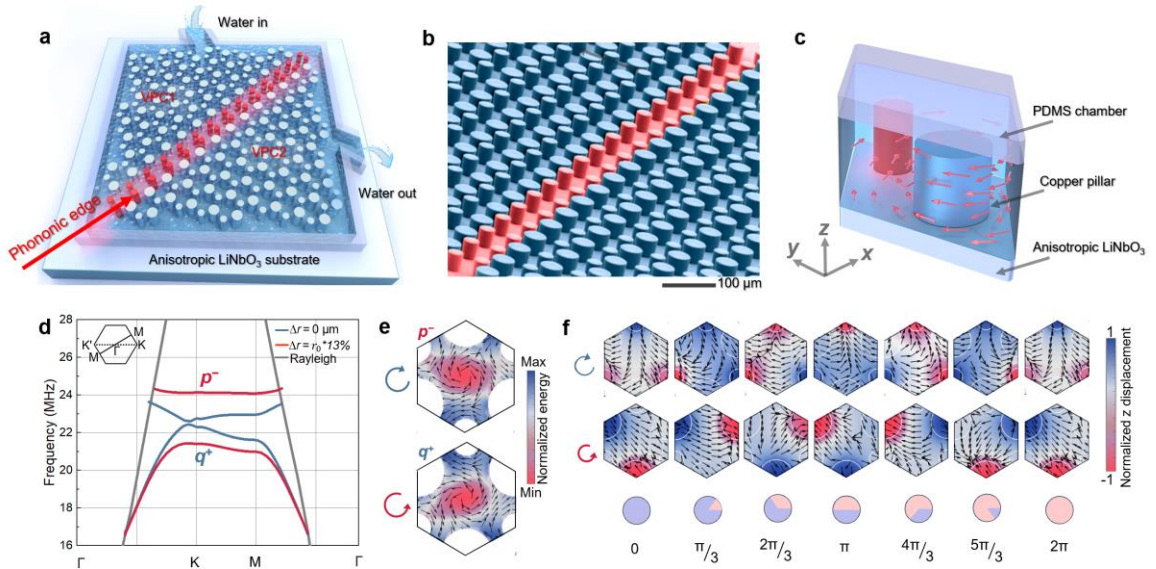 a
Water in
VPC1
VPC2
Water out
Phononic edge
Anisotropic LiNbO₃ substrate
b
100 μm
c
PDMS chamber
Copper pillar
Anisotropic LiNbO₃
z
y
x
d
Frequency (MHz)
28
26
24
22
20
18
16
Γ
K
M
Γ
M
K'
K
Γ
M
Δr = 0 μm
Δr = r₀*13%
Rayleigh
p⁻
q⁺
e
p⁻
q⁺
Max
Normalized energy
Min
f
1
Normalized z displacement
-1
0
π/3
2π/3
π
4π/3
5π/3
2π